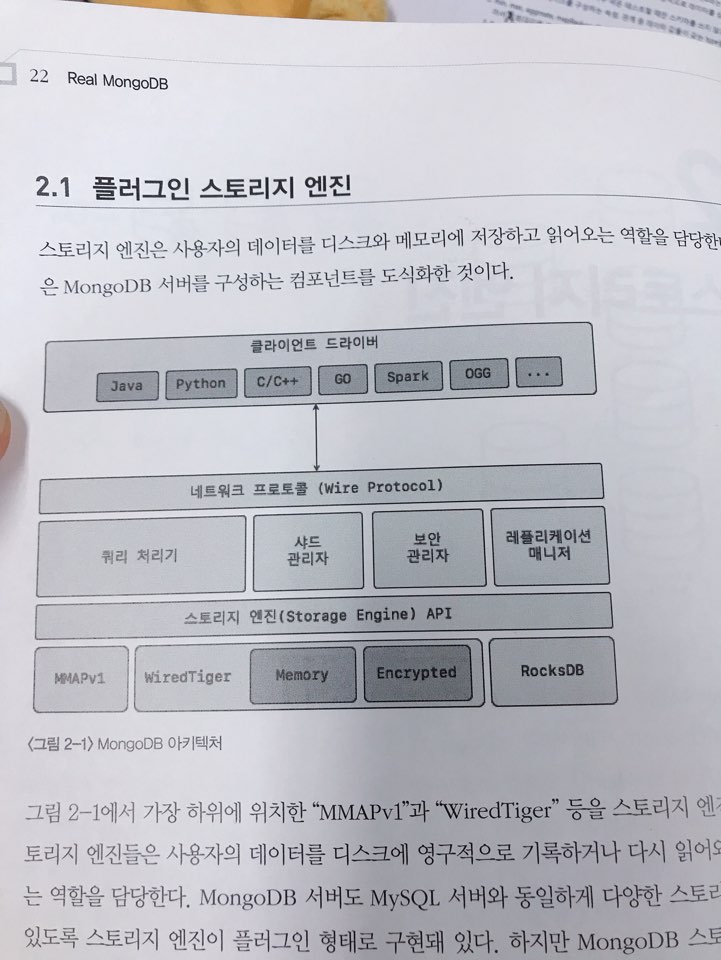 22 Real MongoDB
2.1 플러그인 스토리지 엔진
스토리지 엔진은 사용자의 데이터를 디스크와 메모리에 저장하고 읽어오는 역할을 담당한
은 MongoDB 서버를 구성하는 컴포넌트를 도식화한 것이다.
클라이언트 드라이버
Java Python C/C++ GO Spark OGG ...
네트워크 프로토콜 (Wire Protocol)
쿼리 처리기
샤드
관리자
보안
관리자
레플리케이션
매니저
스토리지 엔진(Storage Engine) API
MMAPv1 WiredTiger Memory Encrypted RocksDB
〈그림 2-1〉 MongoDB 아키텍처
그림 2-1에서 가장 하위에 위치한 “MMAPv1”과 “WiredTiger” 등을 스토리지
토리지 엔진들은 사용자의 데이터를 디스크에 영구적으로 기록하거나 다시 읽어
는 역할을 담당한다. MongoDB 서버도 MySQL 서버와 동일하게 다양한 스토리
있도록 스토리지 엔진이 플러그인 형태로 구현돼 있다. 하지만 MongoDB 스토